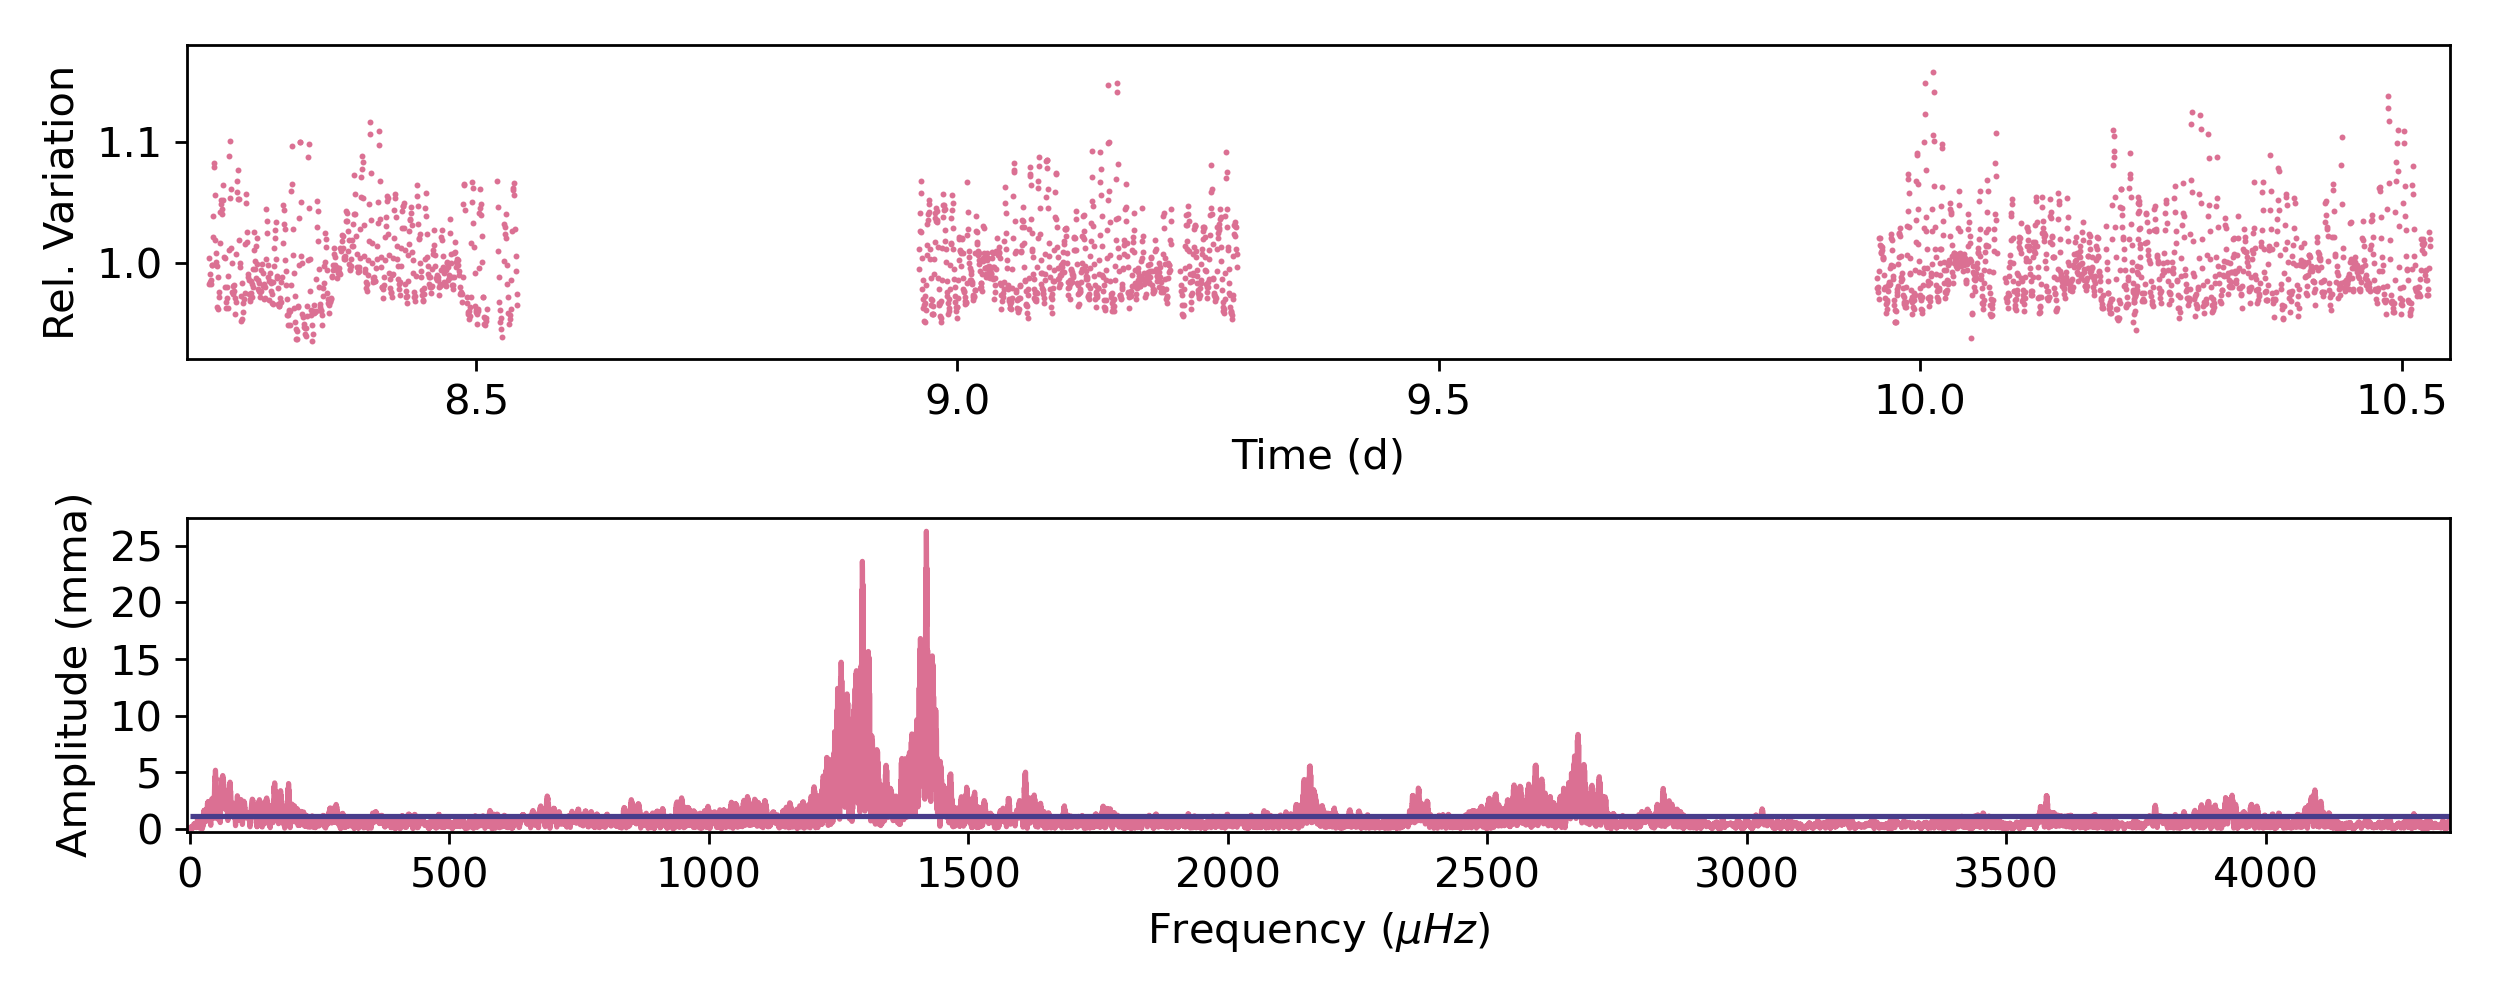 Rel. Variation
1.1
1.0
8.5 9.0 9.5 10.0 10.5
Time (d)
Amplitude (mma)
25
20
15
10
5
0
0 500 1000 1500 2000 2500 3000 3500 4000
Frequency (μHz)